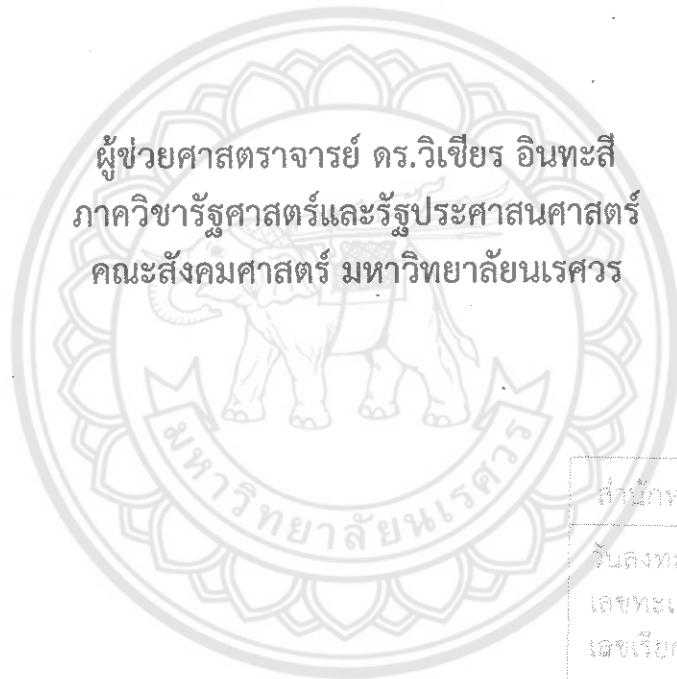 ผู้ช่วยศาสตราจารย์ ดร.วิเชียร อินทะสี
ภาควิชารัฐศาสตร์และรัฐประศาสนศาสตร์
คณะสังคมศาสตร์ มหาวิทยาลัยนเรศวร
มหาวิทยาลัยนเรศวร